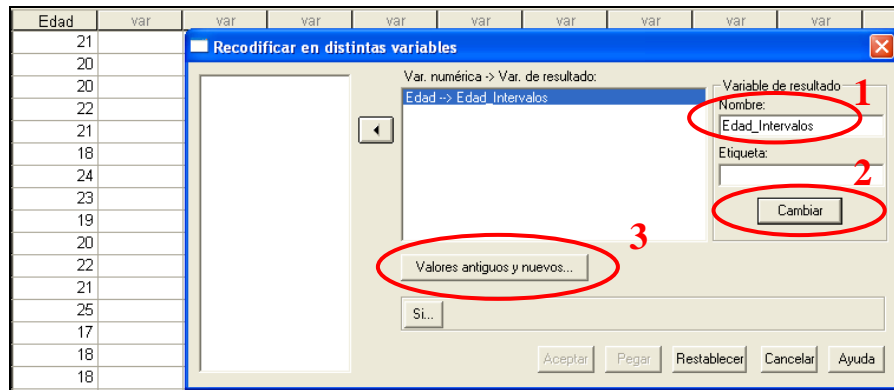 Edad var var var var var var var var var
21
20
20
22
21
18
24
23
19
20
22
21
25
17
18
18
Recodificar en distintas variables
Var. numérica -> Var. de resultado:
Edad --> Edad_Intervalos
Variable de resultado
1
Nombre:
Edad_Intervalos
Etiqueta:
2
Cambiar
3
Valores antiguos y nuevos...
Si...
Aceptar Pegar Restablecer Cancelar Ayuda